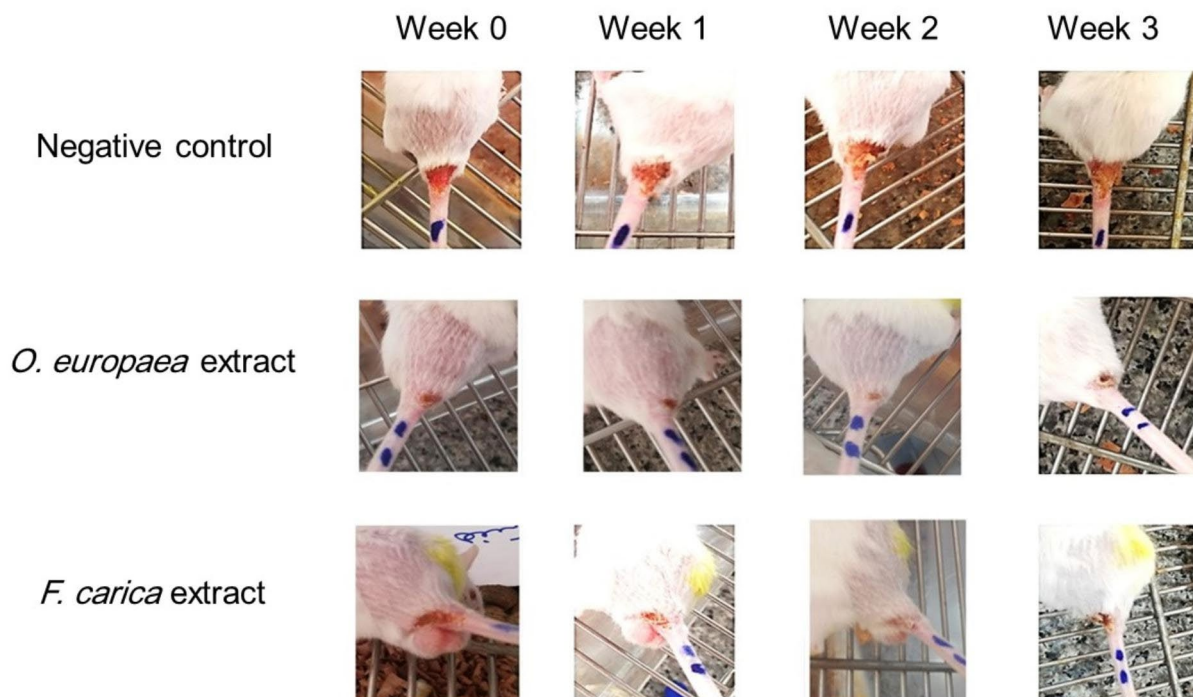 Week 0 Week 1 Week 2 Week 3
Negative control
O. europaea extract
F. carica extract